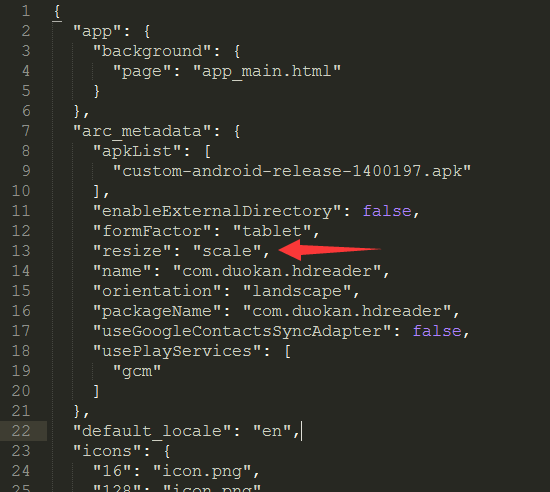 1 {
2 "app": {
3 "background": {
4 "page": "app_main.html"
5 }
6 },
7 "arc_metadata": {
8 "apkList": [
9 "custom-android-release-1400197.apk"
10 ],
11 "enableExternalDirectory": false,
12 "formFactor": "tablet",
13 "resize": "scale",
14 "name": "com.duokan.hdreader",
15 "orientation": "landscape",
16 "packageName": "com.duokan.hdreader",
17 "useGoogleContactsSyncAdapter": false,
18 "usePlayServices": [
19 "gcm"
20 ]
21 },
22 "default_locale": "en",
23 "icons": {
24 "16": "icon.png",
25 "128": "icon.png",